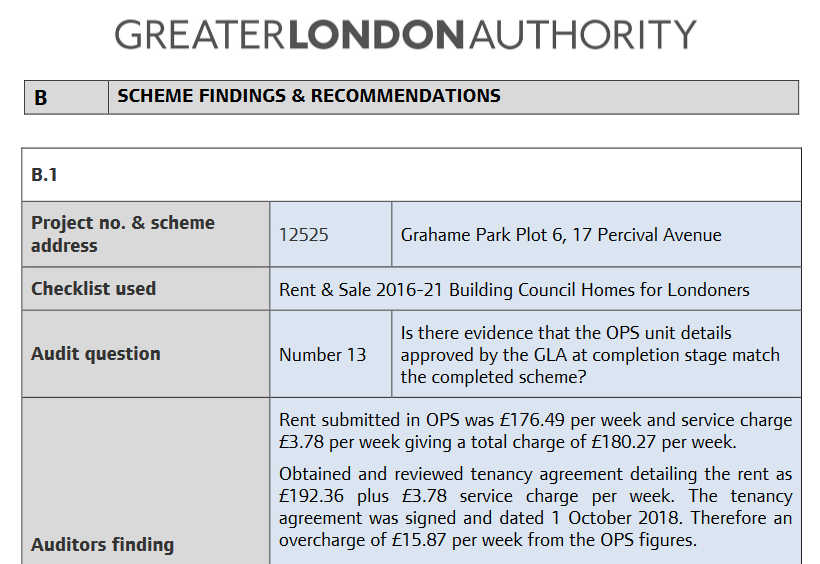 GREATERLONDONAUTHORITY
B SCHEME FINDINGS & RECOMMENDATIONS
B.1
Project no. & scheme
address
12525
Grahame Park Plot 6, 17 Percival Avenue
Checklist used
Rent & Sale 2016-21 Building Council Homes for Londoners
Audit question
Number 13
Is there evidence that the OPS unit details
approved by the GLA at completion stage match
the completed scheme?
Auditors finding
Rent submitted in OPS was £176.49 per week and service charge
£3.78 per week giving a total charge of £180.27 per week.
Obtained and reviewed tenancy agreement detailing the rent as
£192.36 plus £3.78 service charge per week. The tenancy
agreement was signed and dated 1 October 2018. Therefore an
overcharge of £15.87 per week from the OPS figures.